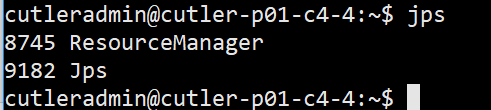 cutleradmin@cutler-p01-c4-4:~$ jps
8745 ResourceManager
9182 Jps
cutleradmin@cutler-p01-c4-4:~$